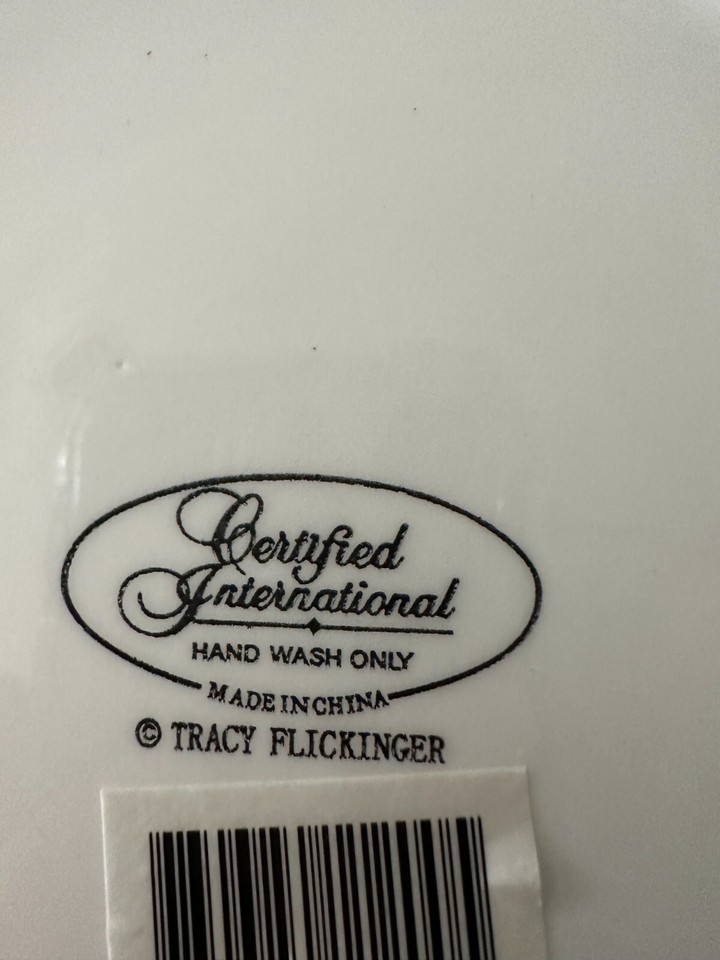 Certified
International
HAND WASH ONLY
MADE IN CHINA
© TRACY FLICKINGER